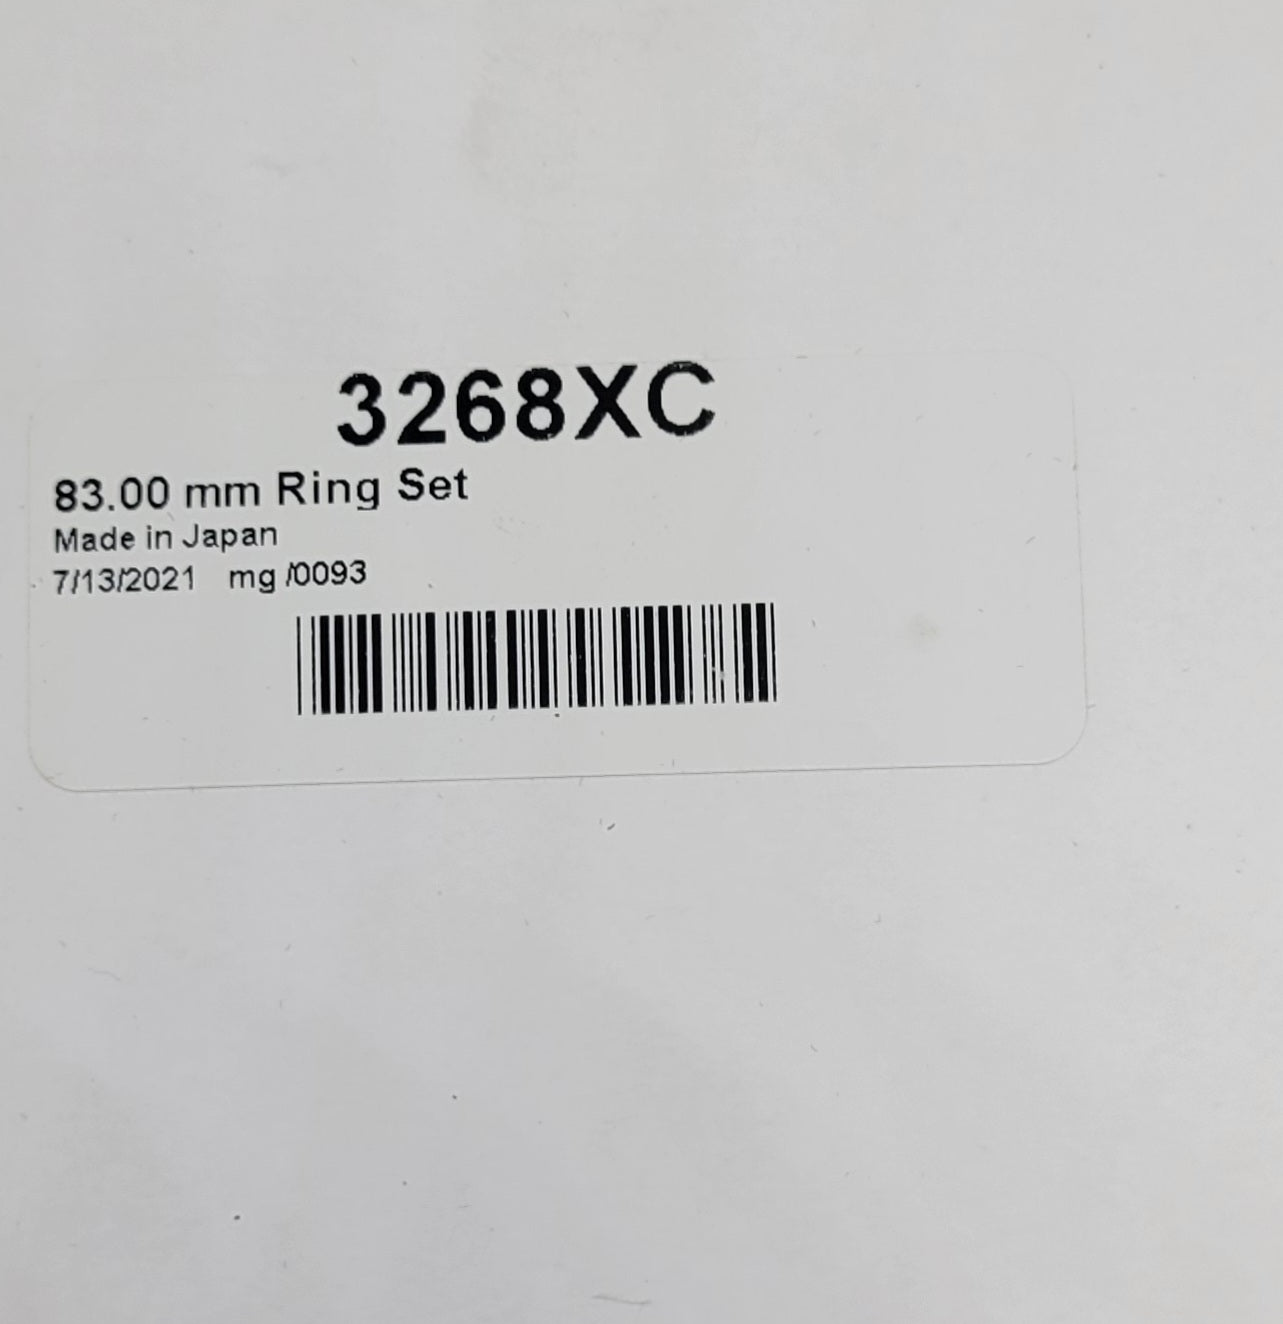 3268XC
83.00 mm Ring Set
Made in Japan
7/13/2021 mg /0093